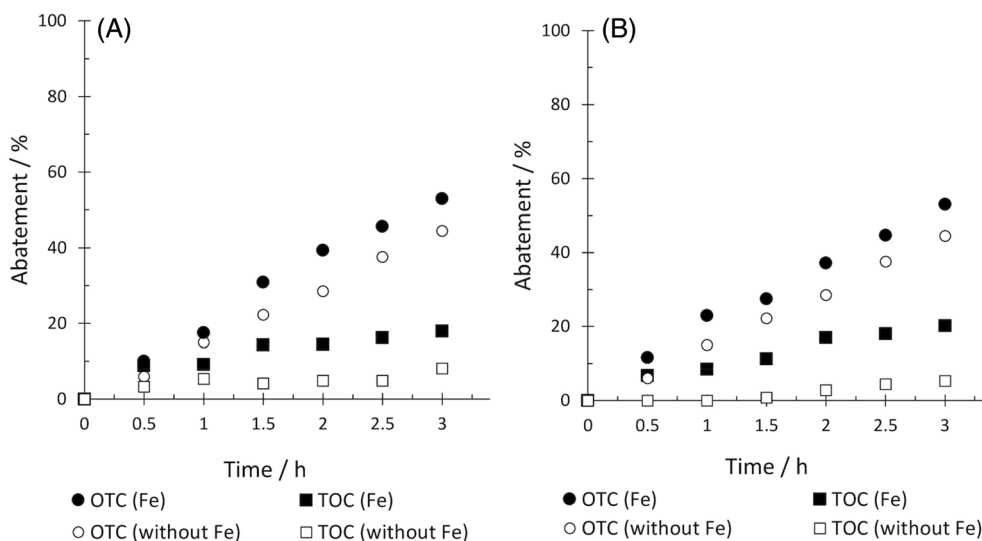 (A)
Abatement / %
100
80
60
40
20
0
0 0.5 1 1.5 2 2.5 3
Time / h
OTC (Fe) TOC (Fe)
OTC (without Fe) TOC (without Fe)
(B)
Abatement / %
100
80
60
40
20
0
0 0.5 1 1.5 2 2.5 3
Time / h
OTC (Fe) TOC (Fe)
OTC (without Fe) TOC (without Fe)